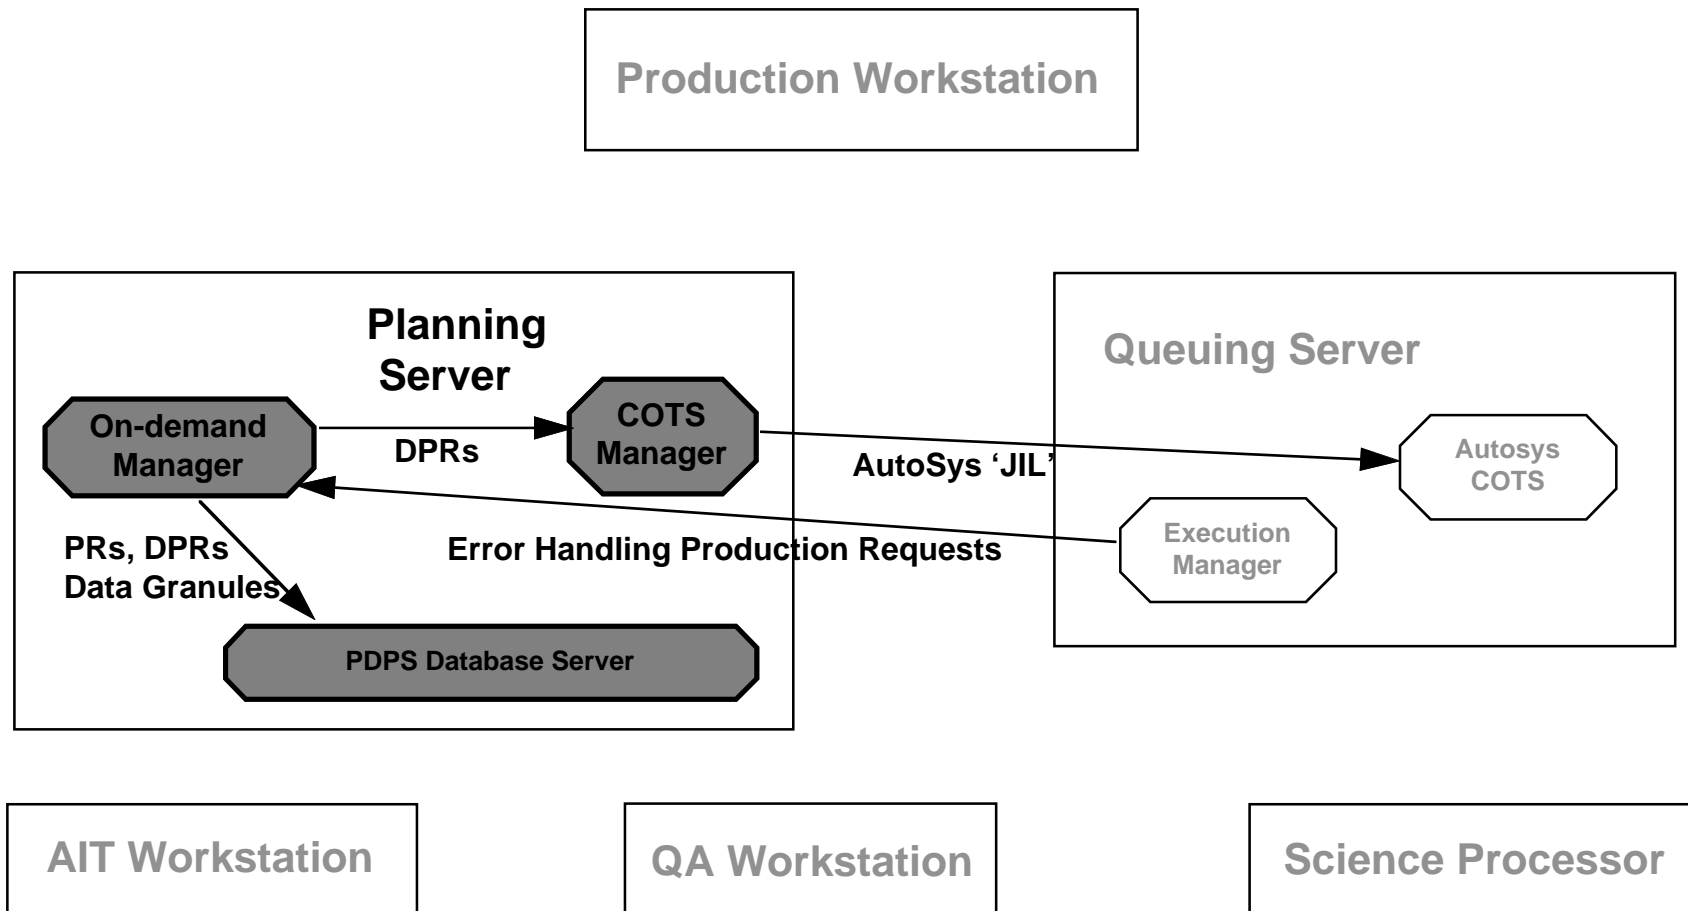 Production Workstation
Planning
Server
Queuing Server
On-demand
Manager
DPRs
COTS
Manager
AutoSys ‘JIL’
Autosys
COTS
Execution
Manager
PRs, DPRs
Data Granules
Error Handling Production Requests
PDPS Database Server
AIT Workstation
QA Workstation
Science Processor